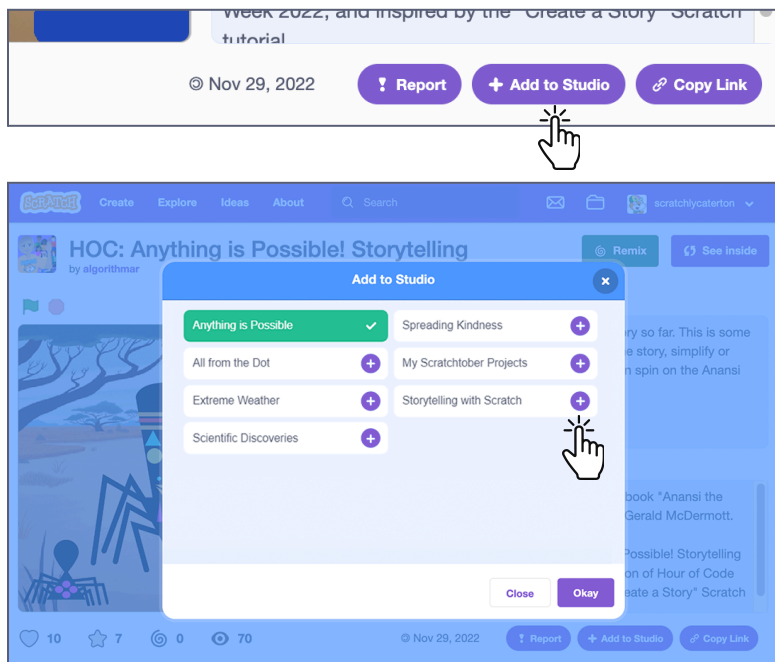 Week 2022, and inspired by the "Create a Story" Scratch
tutorial
Nov 29, 2022
Report
Add to Studio
Copy Link
SCRATCH
Create
Explore
Ideas
About
Search
scratchlycaterton
HOC: Anything is Possible! Storytelling
by algorithmar
Remix
See inside
Add to Studio
Anything is Possible
Spreading Kindness
All from the Dot
My Scratchtober Projects
Extreme Weather
Storytelling with Scratch
Scientific Discoveries
ry so far. This is some
e story, simplify or
n spin on the Anansi
book "Anansi the
Gerald McDermott.
Possible! Storytelling
on of Hour of Code
eate a Story" Scratch
Close
Okay
10
7
0
70
Nov 29, 2022
Report
Add to Studio
Copy Link